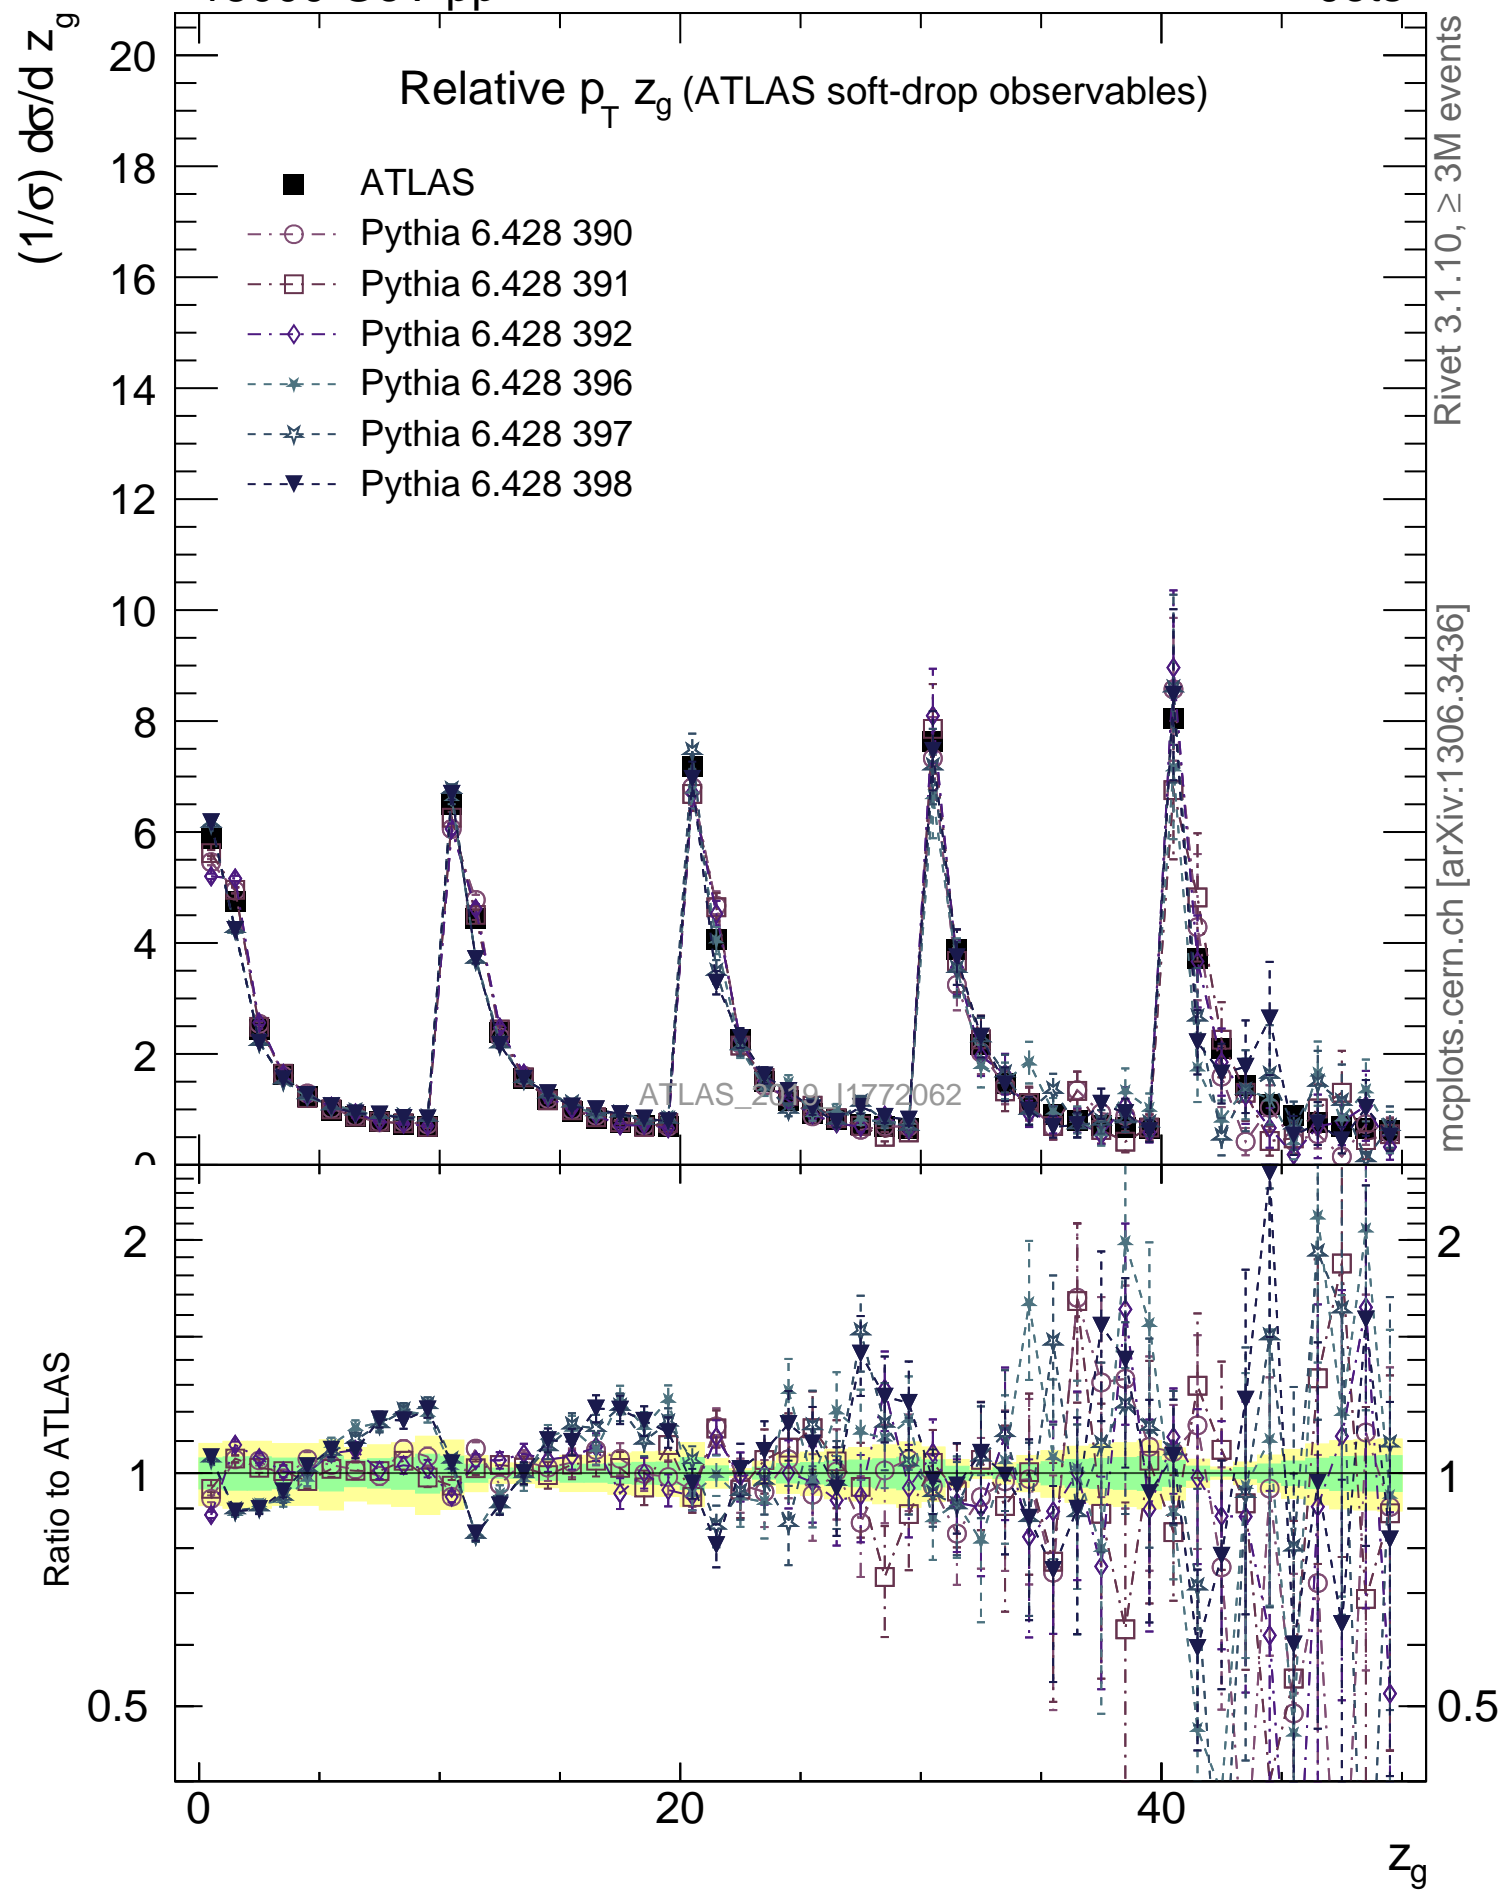 (1/σ) dσ/d z_g
Relative p_T z_g (ATLAS soft-drop observables)
ATLAS
Pythia 6.428 390
Pythia 6.428 391
Pythia 6.428 392
Pythia 6.428 396
Pythia 6.428 397
Pythia 6.428 398
20
18
16
14
12
10
8
6
4
2
0
ATLAS_2019_I1772062
Rivet 3.1.10, ≥ 3M events
mcplots.cern.ch [arXiv:1306.3436]
Ratio to ATLAS
2
1
0.5
2
1
0.5
0 20 40
z_g